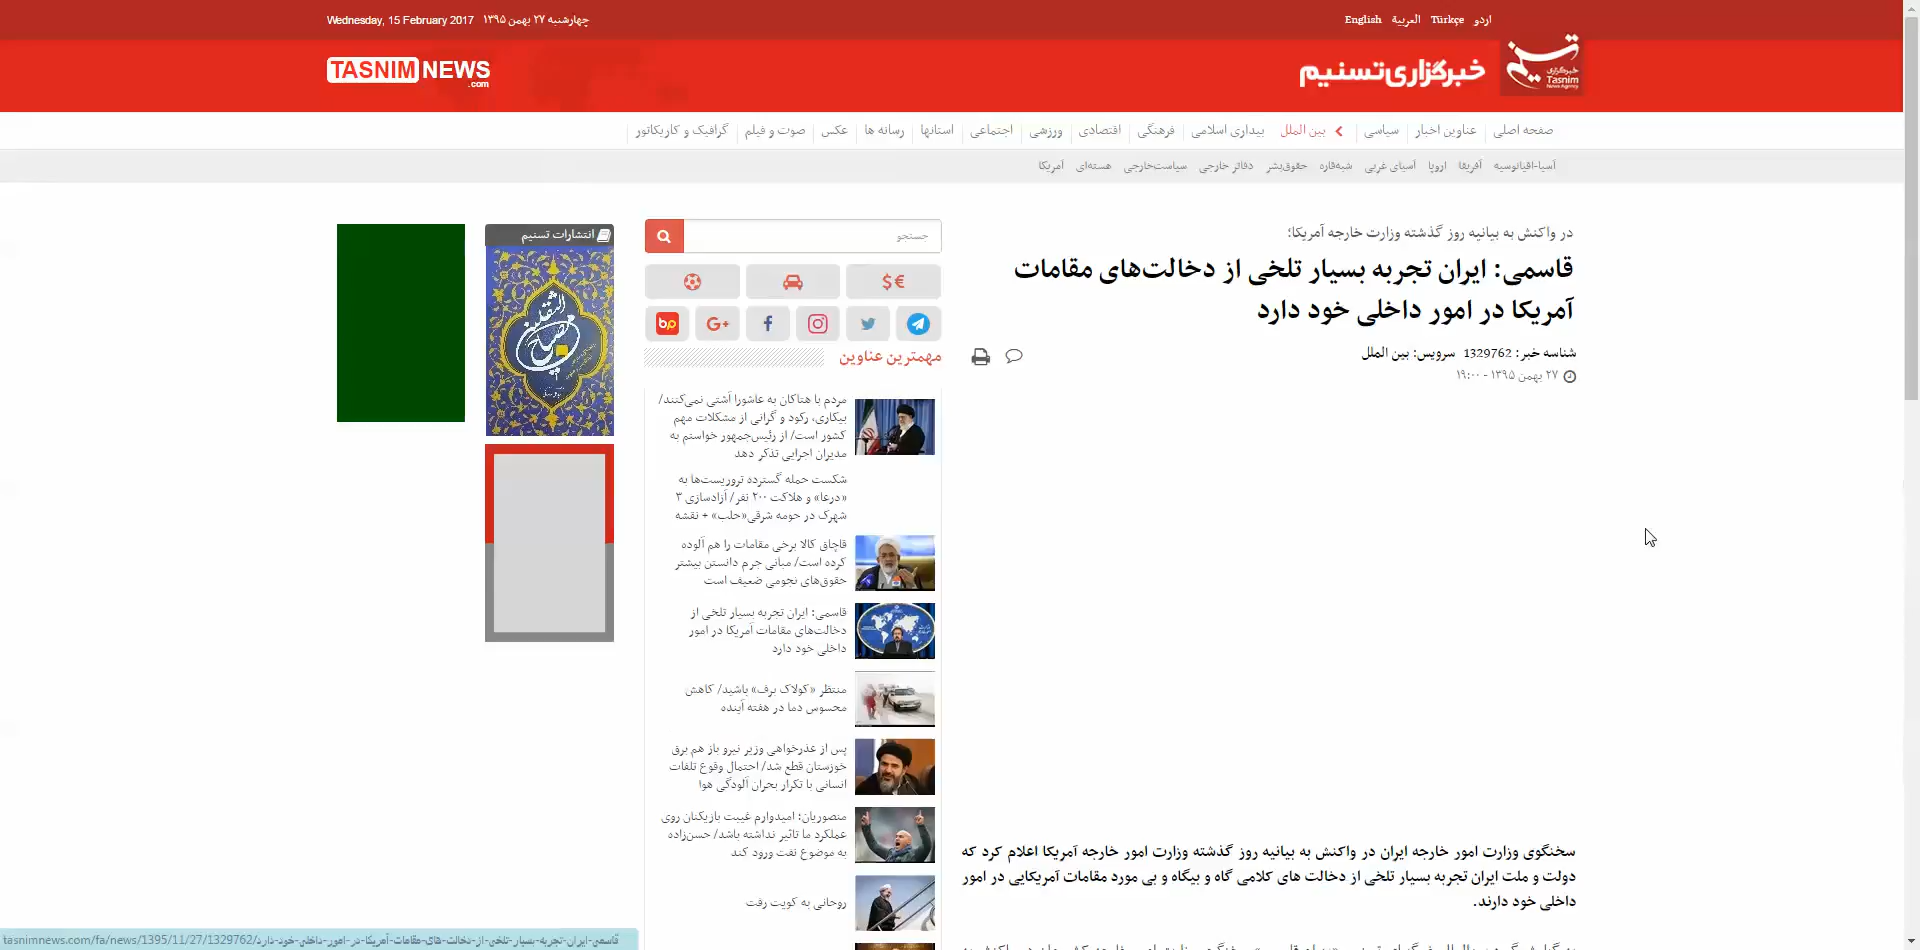 Wednesday, 15 February 2017 چهارشنبه ۲۷ بهمن ۱۳۹۵
اردو Türkçe العربية English
TASNIM NEWS
.com
خبرگزاری تسنیم
خبرگزاری
Tasnim
News Agency
صفحه اصلی عناوین اخبار سیاسی بین الملل بیداری اسلامی فرهنگی اقتصادی ورزشی اجتماعی استانها رسانه ها عکس صوت و فیلم گرافیک و کاریکاتور
آسیا-اقیانوسیه آفریقا اروپا آسیای غربی شبه‌قاره حقوق‌بشر دفاتر خارجی سیاست‌خارجی هسته‌ای آمریکا
در واکنش به بیانیه روز گذشته وزارت خارجه آمریکا؛
قاسمی: ایران تجربه بسیار تلخی از دخالت‌های مقامات
آمریکا در امور داخلی خود دارد
شناسه خبر: 1329762 سرویس: بین الملل
۲۷ بهمن ۱۳۹۵ - ۱۹:۰۰
سخنگوی وزارت امور خارجه ایران در واکنش به بیانیه روز گذشته وزارت امور خارجه آمریکا اعلام کرد که
دولت و ملت ایران تجربه بسیار تلخی از دخالت های کلامی گاه و بیگاه و بی مورد مقامات آمریکایی در امور
داخلی خود دارند.
جستجو
$€
bp
G+
مهمترین عناوین
مردم با هتاکان به عاشورا آشتی نمی‌کنند/
بیکاری، رکود و گرانی از مشکلات مهم
کشور است/ از رئیس‌جمهور خواستم به
مدیران اجرایی تذکر دهد
شکست حمله گسترده تروریست‌ها به
«درعا» و هلاکت ۲۰۰ نفر/ آزادسازی ۳
شهرک در حومه شرقی«حلب» + نقشه
قاچاق کالا برخی مقامات را هم آلوده
کرده است/ مبانی جرم دانستن بیشتر
حقوق‌های نجومی ضعیف است
قاسمی: ایران تجربه بسیار تلخی از
دخالت‌های مقامات آمریکا در امور
داخلی خود دارد
منتظر «کولاک برف» باشید/ کاهش
محسوس دما در هفته آینده
پس از عذرخواهی وزیر نیرو باز هم برق
خوزستان قطع شد/ احتمال وقوع تلفات
انسانی با تکرار بحران آلودگی هوا
منصوریان: امیدوارم غیبت بازیکنان روی
عملکرد ما تاثیر نداشته باشد/ حسن‌زاده
به موضوع نفت ورود کند
روحانی به کویت رفت
انتشارات تسنیم
tasnimnews.com/fa/news/1395/11/27/1329762/قاسمی-ایران-تجربه-بسیار-تلخی-از-دخالت-های-مقامات-آمریکا-در-امور-داخلی-خود-دارد